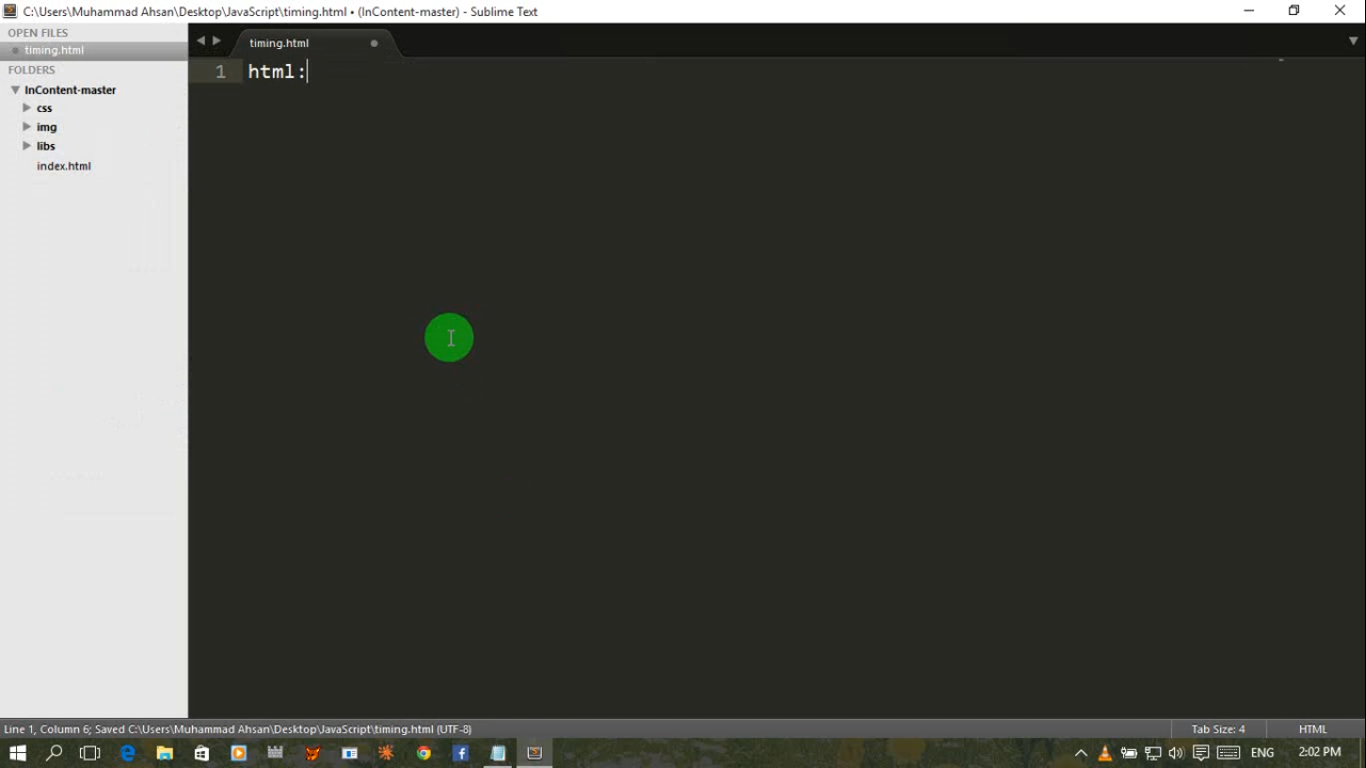 C:\Users\Muhammad Ahsan\Desktop\JavaScript\timing.html • (InContent-master) - Sublime Text
OPEN FILES
timing.html
FOLDERS
InContent-master
css
img
libs
index.html
timing.html
1 html:
Line 1, Column 6; Saved C:\Users\Muhammad Ahsan\Desktop\JavaScript\timing.html (UTF-8)
Tab Size: 4
HTML
ENG
2:02 PM